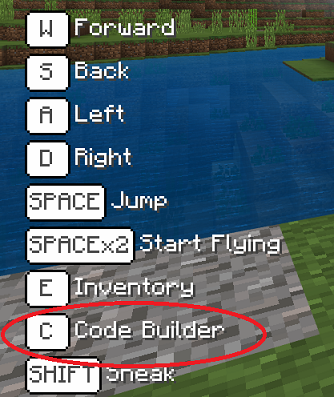 W Forward
S Back
A Left
D Right
SPACE Jump
SPACEx2 Start Flying
E Inventory
C Code Builder
SHIFT Sneak